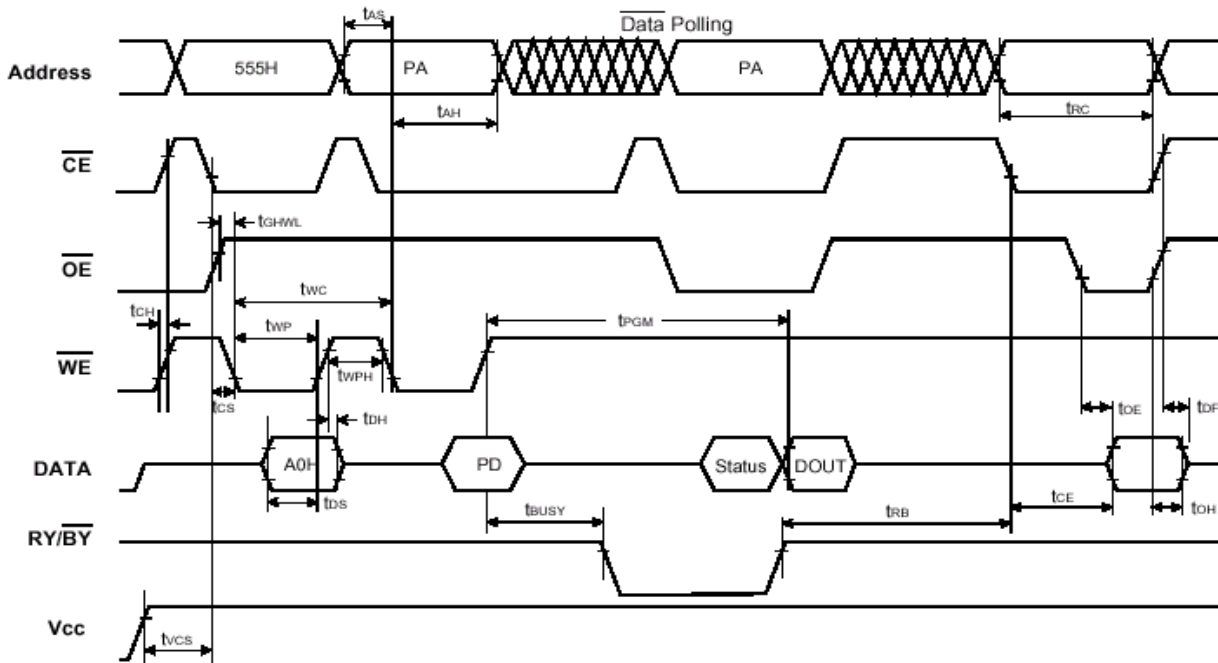 tAS
Data Polling
Address 555H PA PA
tAH tRC
CE
tGHWL
OE
tWC
tCH
tWP tPGM
WE
tWPH
tCS tDH tOE tDF
DATA A0H PD Status DOUT
tDS tBUSY tRB tCE tOH
RY/BY
Vcc
tVCS